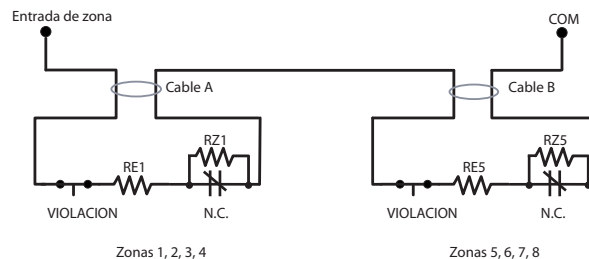 Entrada de zona
COM
Cable A
Cable B
RZ1
RE1
VIOLACION
N.C.
RZ5
RE5
VIOLACION
N.C.
Zonas 1, 2, 3, 4
Zonas 5, 6, 7, 8